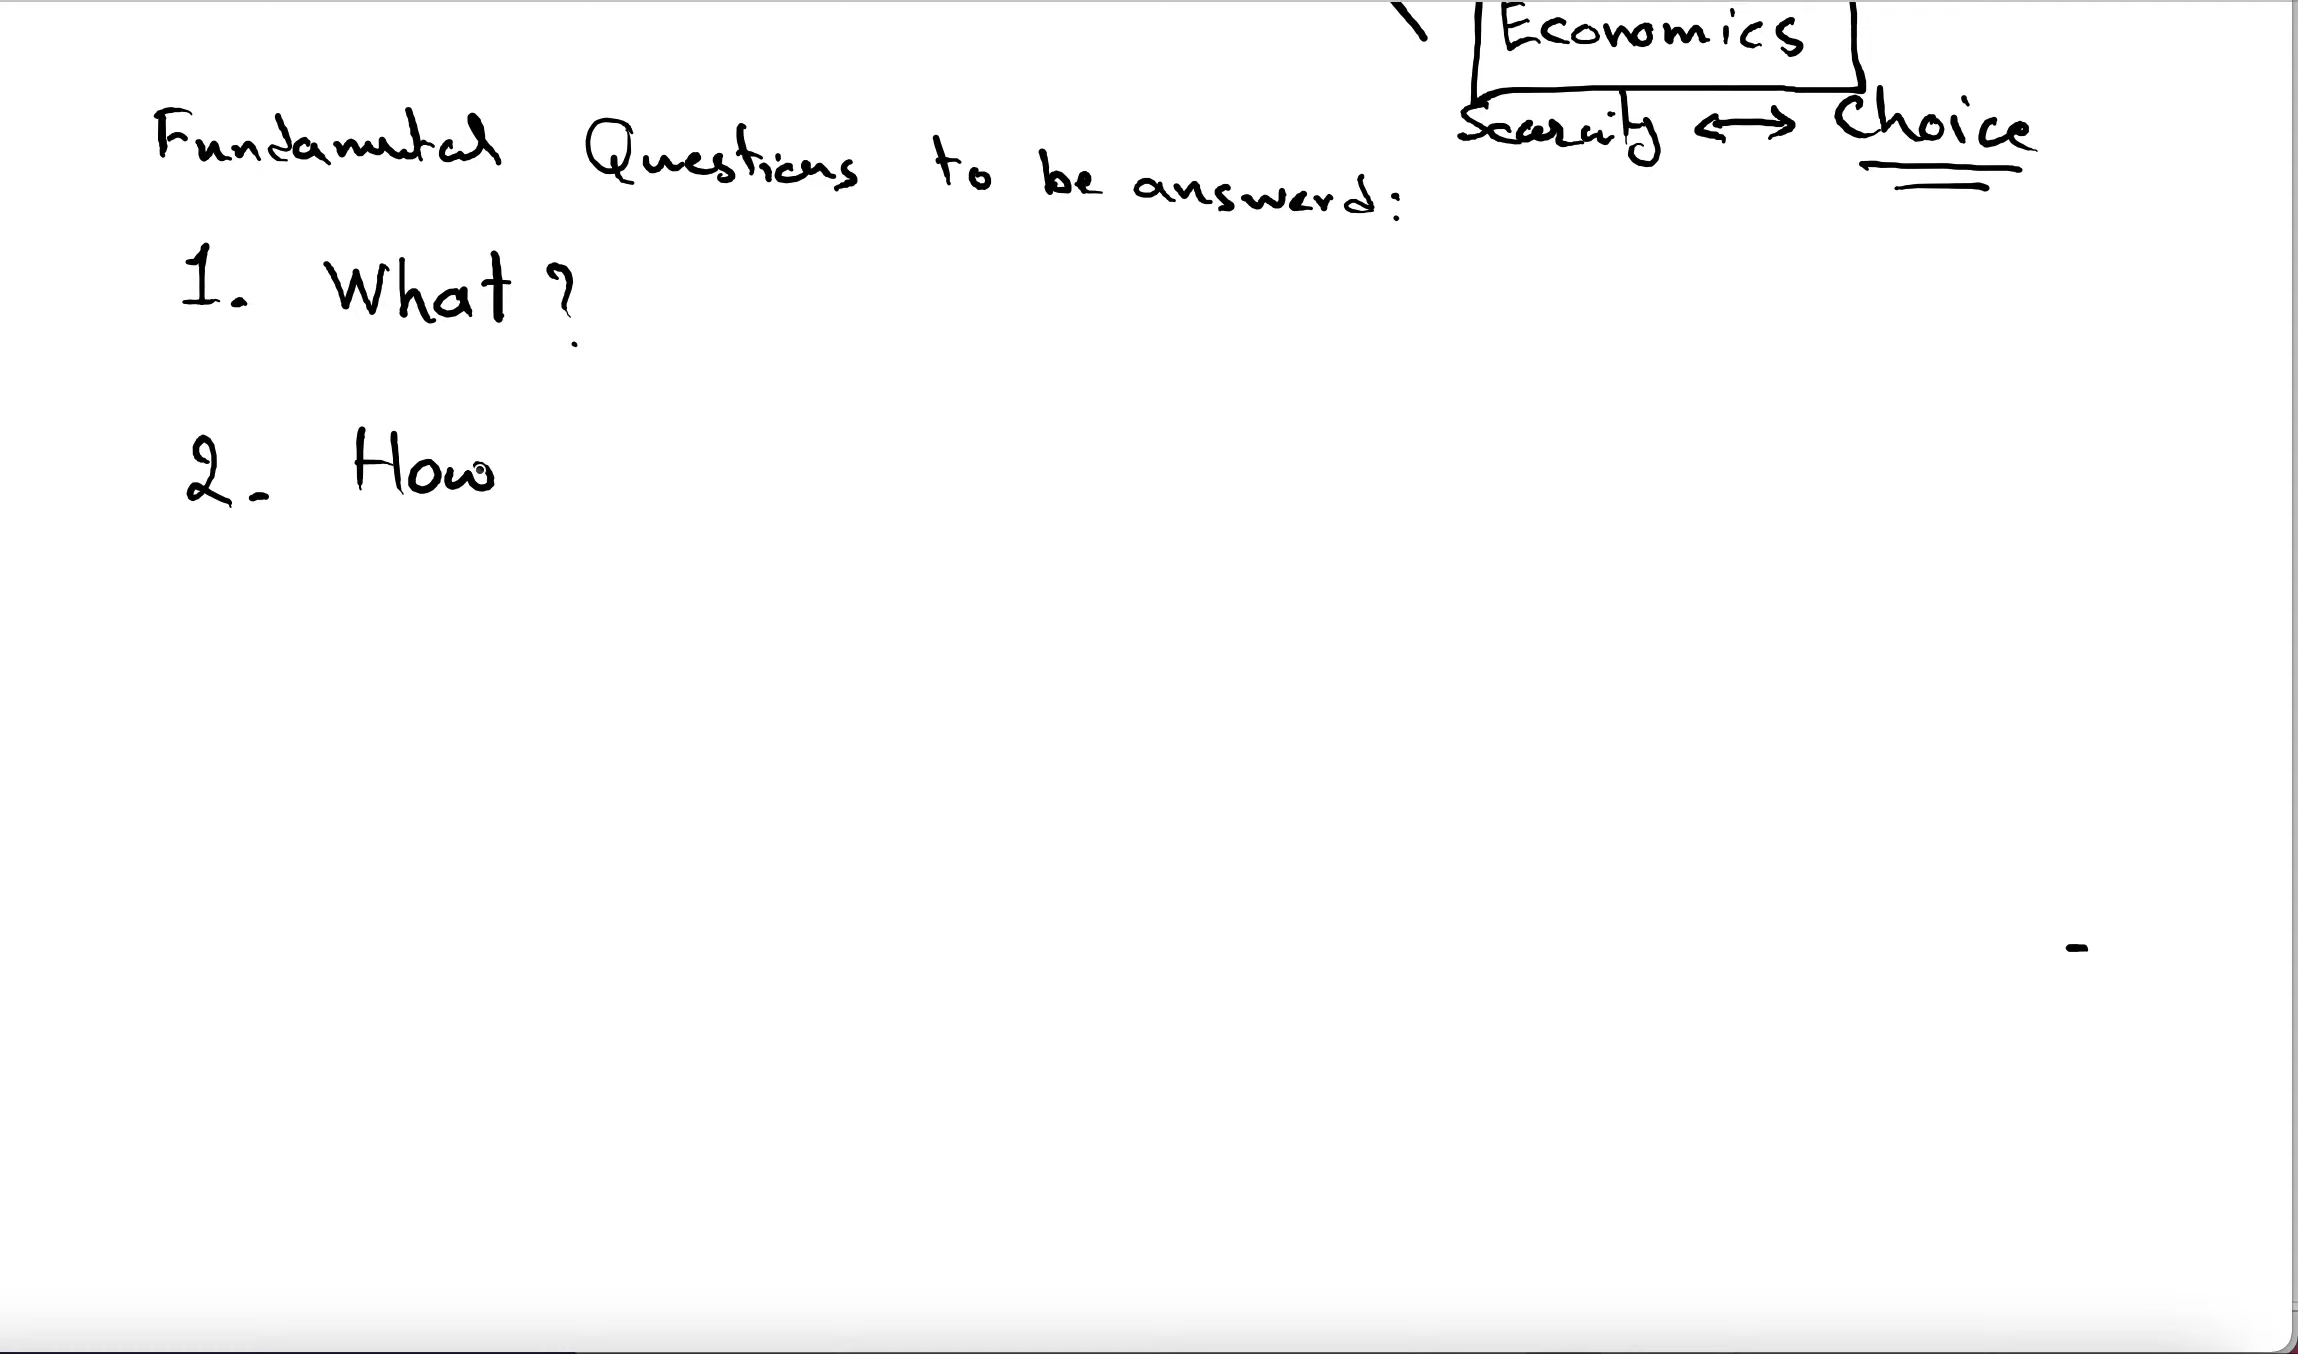 Economics
Scarcity ↔ Choice
Fundamental Questions to be answerd:
1. What?
2. How